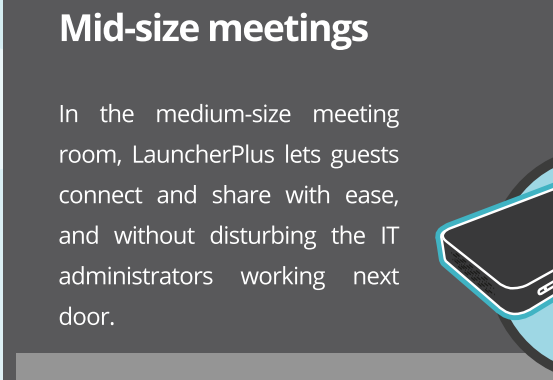 Mid-size meetings
In the medium-size meeting
room, LauncherPlus lets guests
connect and share with ease,
and without disturbing the IT
administrators working next
door.